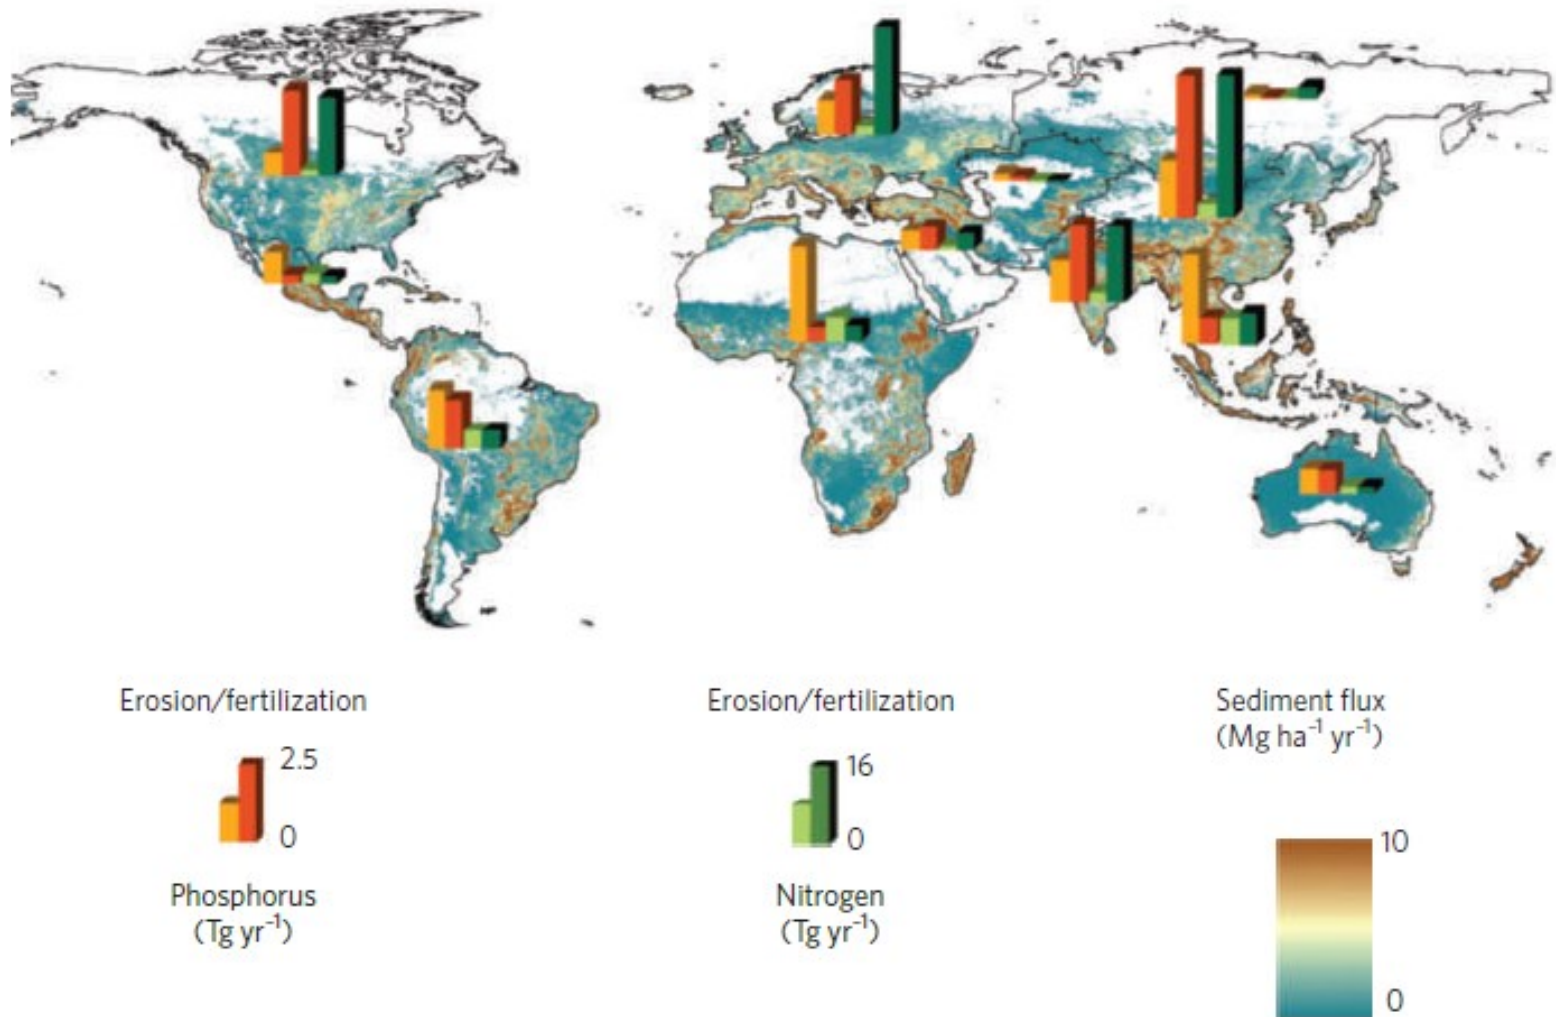 Erosion/fertilization
2.5
0
Phosphorus
(Tg yr⁻¹)
Erosion/fertilization
16
0
Nitrogen
(Tg yr⁻¹)
Sediment flux
(Mg ha⁻¹ yr⁻¹)
10
0